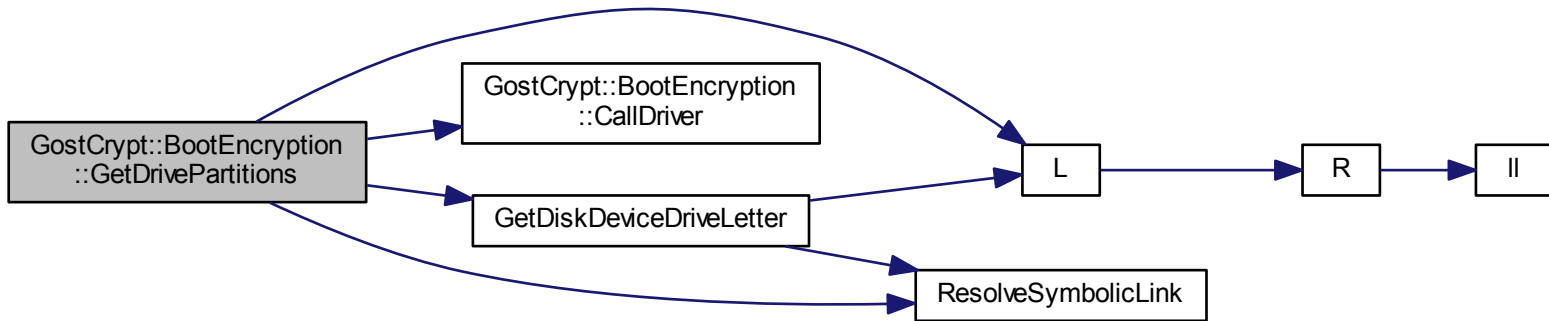 GostCrypt::BootEncryption
::GetDrivePartitions
GostCrypt::BootEncryption
::CallDriver
GetDiskDeviceDriveLetter
L
R
ll
ResolveSymbolicLink